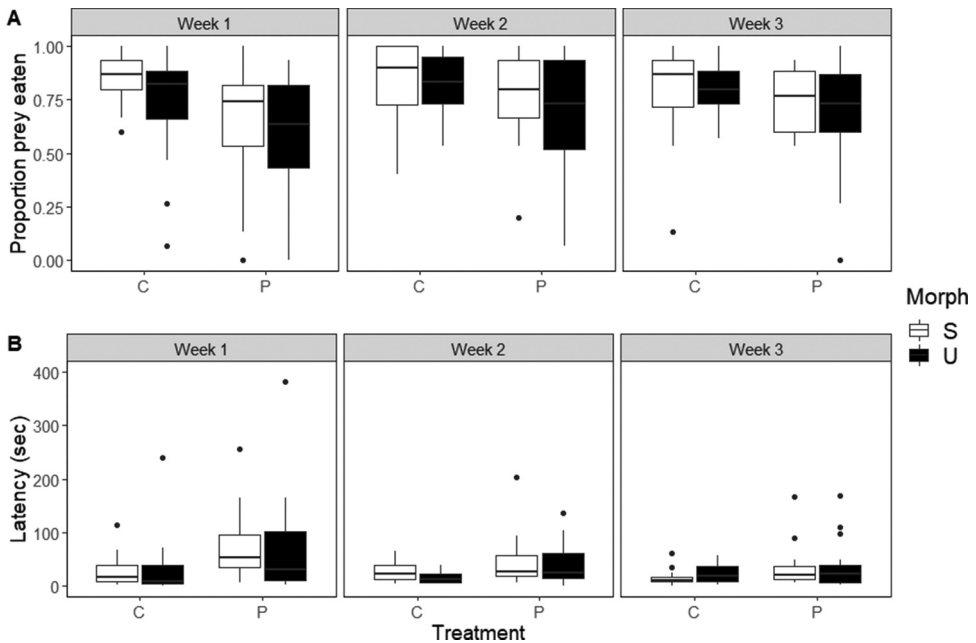 A
Week 1 Week 2 Week 3
Proportion prey eaten
1.00
0.75
0.50
0.25
0.00
C P C P C P
Morph
S
U
B
Week 1 Week 2 Week 3
Latency (sec)
400
300
200
100
0
C P C P C P
Treatment